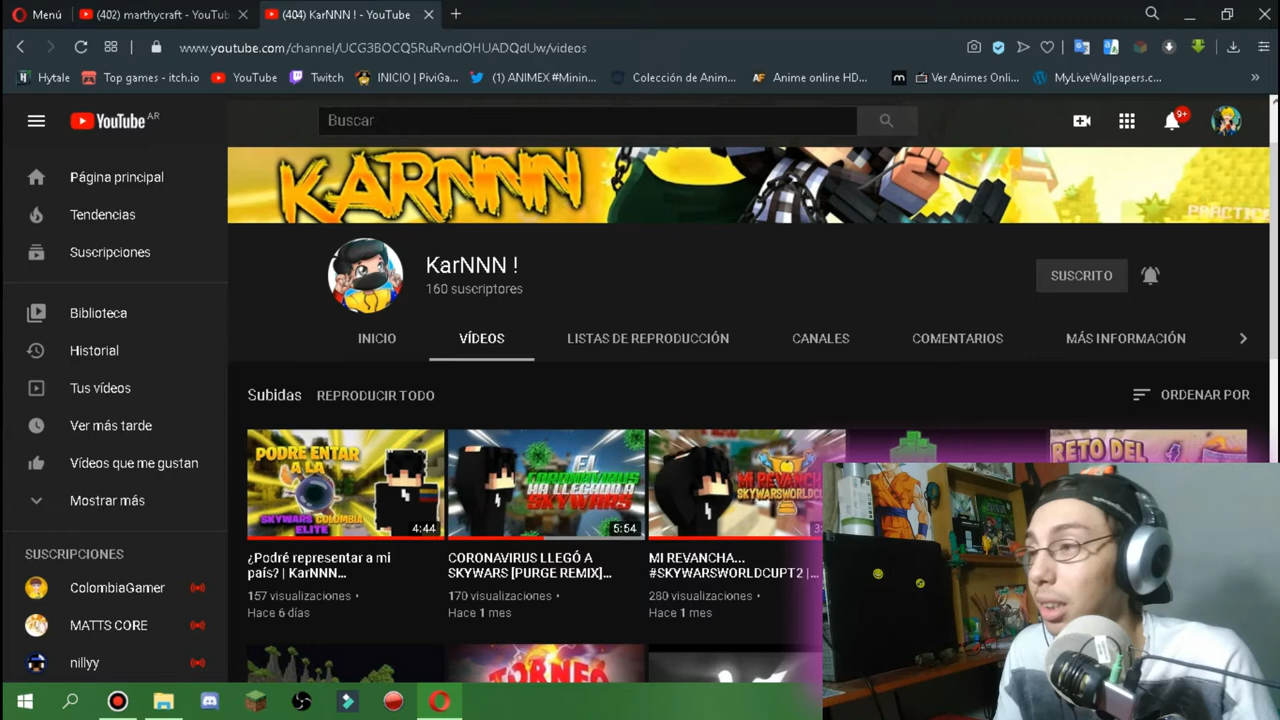 Menú
(402) marthycraft - YouTub
(404) KarNNN ! - YouTube
www.youtube.com/channel/UCG3BOCQ5RuRvndOHUADQdUw/videos
Hytale
Top games - itch.io
YouTube
Twitch
INICIO | PiviGa...
(1) ANIMEX #Minin...
Colección de Anim...
AF Anime online HD...
m Ver Animes Onli...
MyLiveWallpapers.c...
»
YouTube AR
Buscar
9+
Página principal
Tendencias
Suscripciones
Biblioteca
Historial
Tus vídeos
Ver más tarde
Vídeos que me gustan
Mostrar más
SUSCRIPCIONES
ColombiaGamer
MATTS CORE
nillyy
KARNNN
PRACTICE
KarNNN !
160 suscriptores
SUSCRITO
INICIO
VÍDEOS
LISTAS DE REPRODUCCIÓN
CANALES
COMENTARIOS
MÁS INFORMACIÓN
Subidas
REPRODUCIR TODO
ORDENAR POR
PODRE ENTAR
A LA
SKYWARS COLOMBIA
ELITE
4:44
¿Podré representar a mi
país? | KarNNN...
157 visualizaciones •
Hace 6 días
EL
CORONAVIRUS
HA LLEGADO A
SKYWARS
5:54
CORONAVIRUS LLEGÓ A
SKYWARS [PURGE REMIX]...
170 visualizaciones •
Hace 1 mes
MI REVANCHA
SKYWARSWORLDCU
MI REVANCHA...
#SKYWARSWORLDCUPT2 |...
280 visualizaciones •
Hace 1 mes
RETO DEL
TORNEO